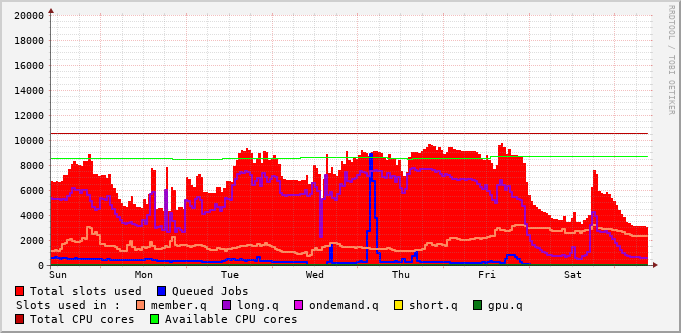 RRDTOOL / TOBI OETIKER
20000
18000
16000
14000
12000
10000
8000
6000
4000
2000
0
Sun Mon Tue Wed Thu Fri Sat
Total slots used Queued Jobs
Slots used in : member.q long.q ondemand.q short.q gpu.q
Total CPU cores Available CPU cores